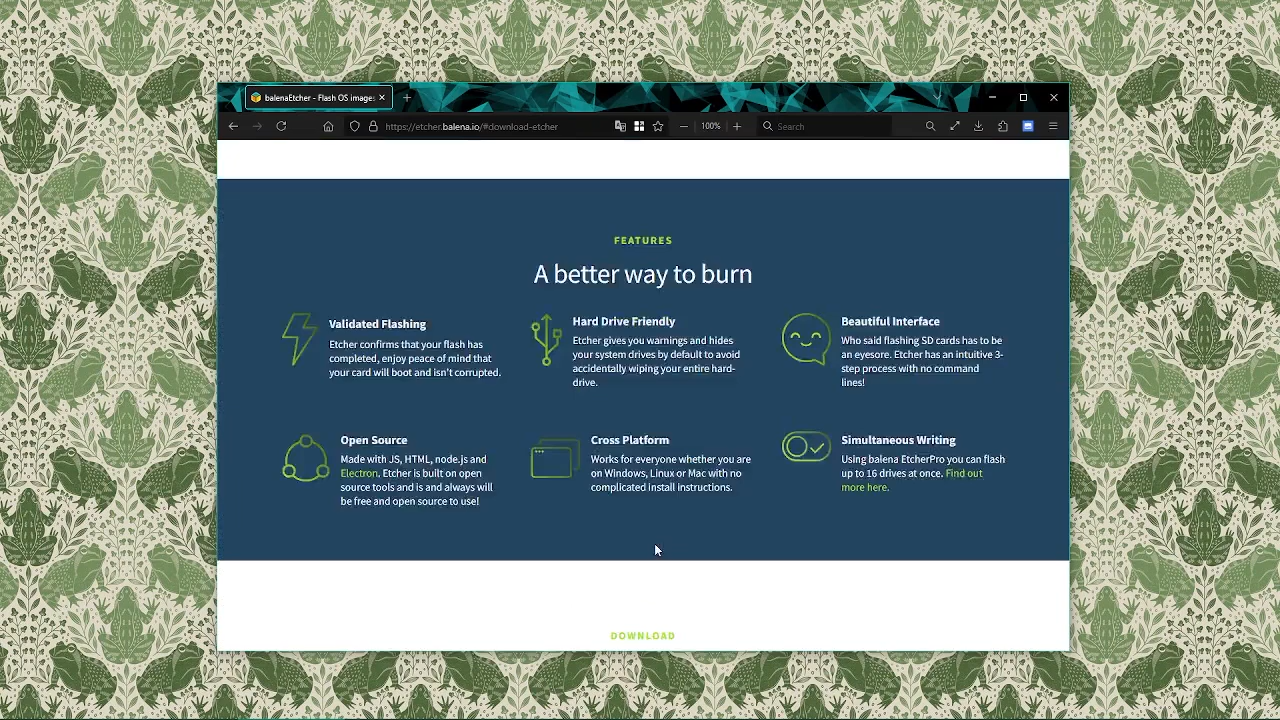 balenaEtcher - Flash OS images
https://etcher.balena.io/#download-etcher
100%
Search
FEATURES
A better way to burn
Validated Flashing
Etcher confirms that your flash has
completed, enjoy peace of mind that
your card will boot and isn't corrupted.
Hard Drive Friendly
Etcher gives you warnings and hides
your system drives by default to avoid
accidentally wiping your entire hard-
drive.
Beautiful Interface
Who said flashing SD cards has to be
an eyesore. Etcher has an intuitive 3-
step process with no command
lines!
Open Source
Made with JS, HTML, node.js and
Electron. Etcher is built on open
source tools and is and always will
be free and open source to use!
Cross Platform
Works for everyone whether you are
on Windows, Linux or Mac with no
complicated install instructions.
Simultaneous Writing
Using balena EtcherPro you can flash
up to 16 drives at once. Find out
more here.
DOWNLOAD